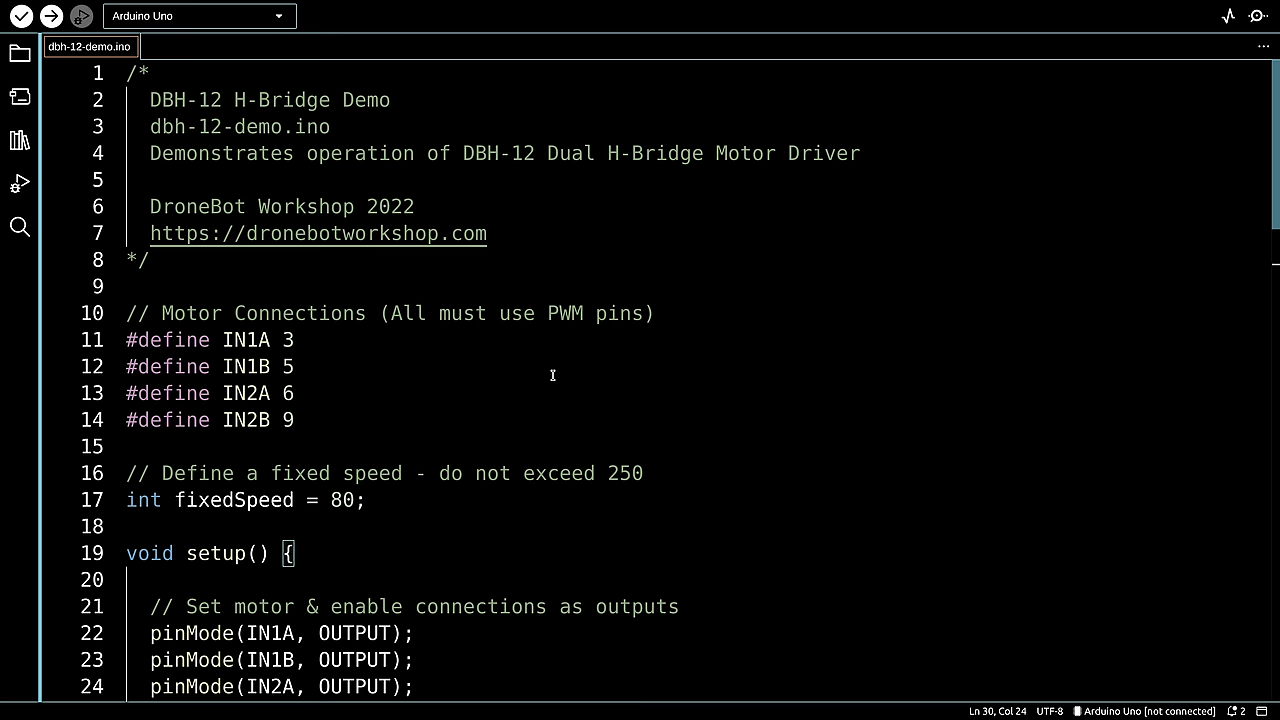 Arduino Uno
dbh-12-demo.ino
1 /*
2 DBH-12 H-Bridge Demo
3 dbh-12-demo.ino
4 Demonstrates operation of DBH-12 Dual H-Bridge Motor Driver
5
6 DroneBot Workshop 2022
7 https://dronebotworkshop.com
8 */
9
10 // Motor Connections (All must use PWM pins)
11 #define IN1A 3
12 #define IN1B 5
13 #define IN2A 6
14 #define IN2B 9
15
16 // Define a fixed speed - do not exceed 250
17 int fixedSpeed = 80;
18
19 void setup() {
20
21 // Set motor & enable connections as outputs
22 pinMode(IN1A, OUTPUT);
23 pinMode(IN1B, OUTPUT);
24 pinMode(IN2A, OUTPUT);
Ln 30, Col 24 UTF-8 Arduino Uno [not connected] 2